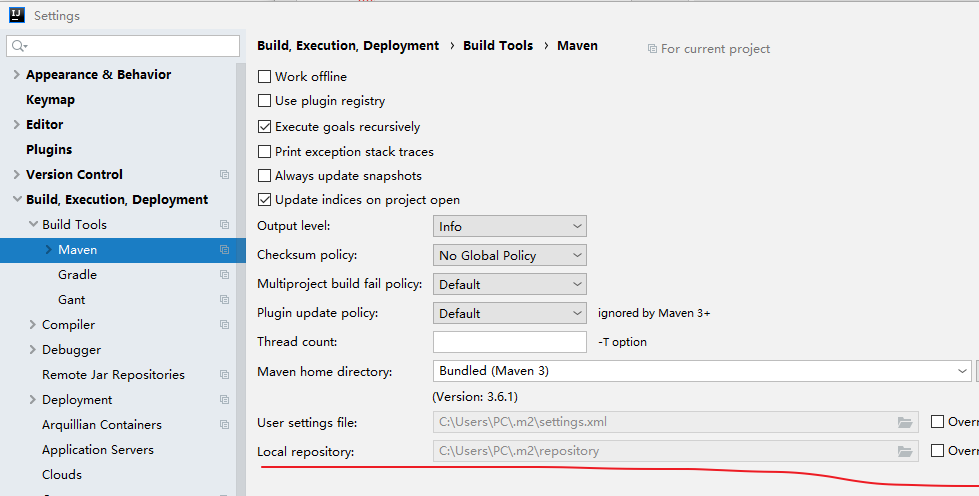 Settings
Build, Execution, Deployment › Build Tools › Maven
For current project
Appearance & Behavior
Keymap
Editor
Plugins
Version Control
Build, Execution, Deployment
Build Tools
Maven
Gradle
Gant
Compiler
Debugger
Remote Jar Repositories
Deployment
Arquillian Containers
Application Servers
Clouds
Work offline
Use plugin registry
Execute goals recursively
Print exception stack traces
Always update snapshots
Update indices on project open
Output level: Info
Checksum policy: No Global Policy
Multiproject build fail policy: Default
Plugin update policy: Default ignored by Maven 3+
Thread count: -T option
Maven home directory: Bundled (Maven 3)
(Version: 3.6.1)
User settings file: C:\Users\PC\.m2\settings.xml Overr
Local repository: C:\Users\PC\.m2\repository Overr